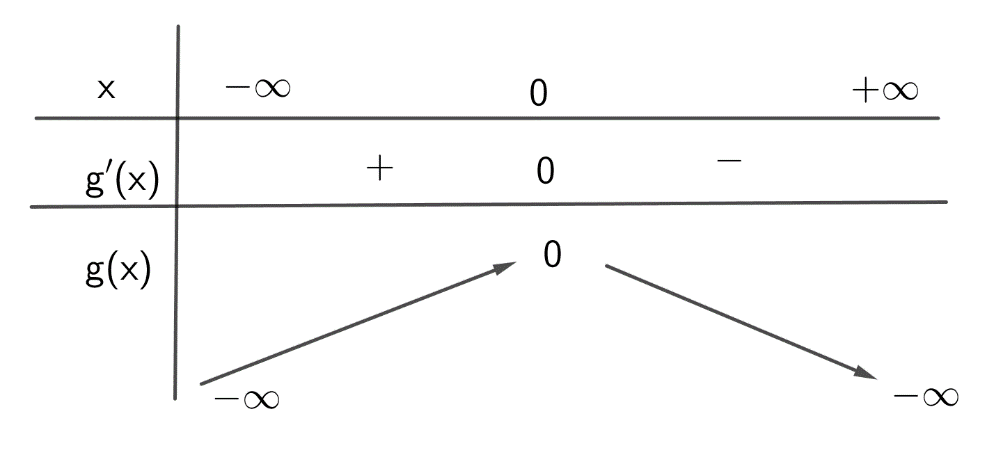 x −∞ 0 +∞
g′(x) + 0 −
g(x) 0
−∞ −∞